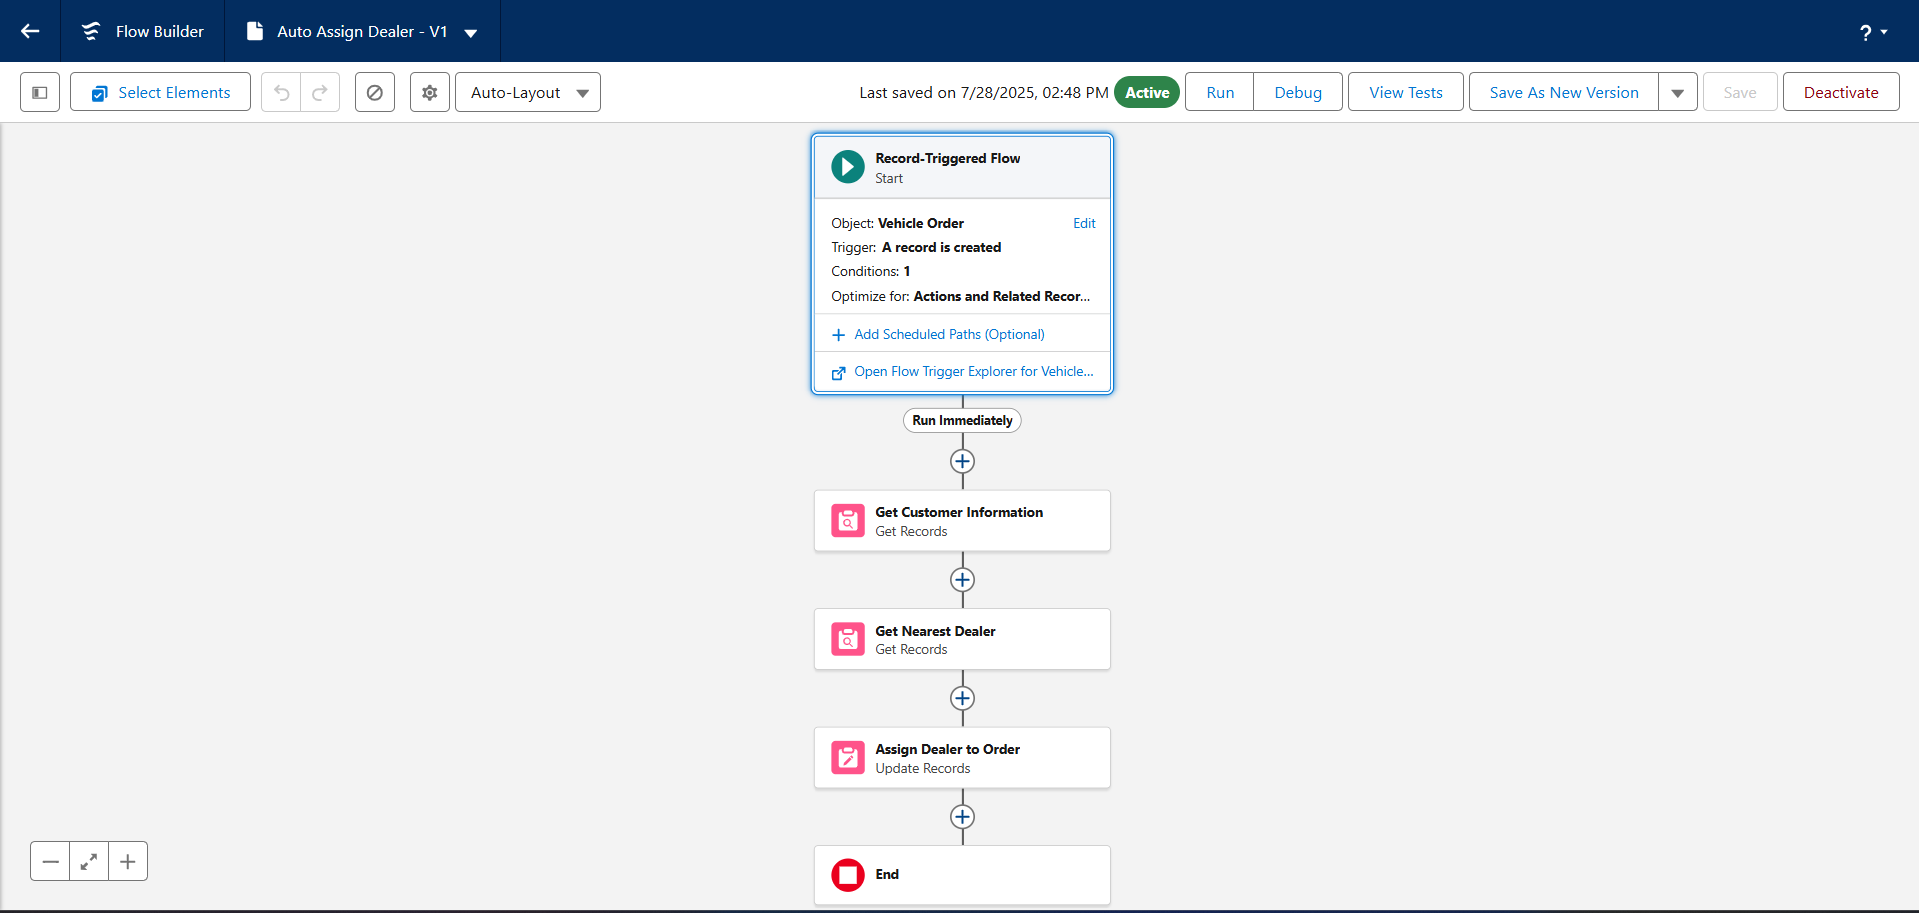 Flow Builder
Auto Assign Dealer - V1
?
Select Elements
Auto-Layout
Last saved on 7/28/2025, 02:48 PM
Active
Run
Debug
View Tests
Save As New Version
Save
Deactivate
Record-Triggered Flow
Start
Object: Vehicle Order
Edit
Trigger: A record is created
Conditions: 1
Optimize for: Actions and Related Recor...
Add Scheduled Paths (Optional)
Open Flow Trigger Explorer for Vehicle...
Run Immediately
Get Customer Information
Get Records
Get Nearest Dealer
Get Records
Assign Dealer to Order
Update Records
End